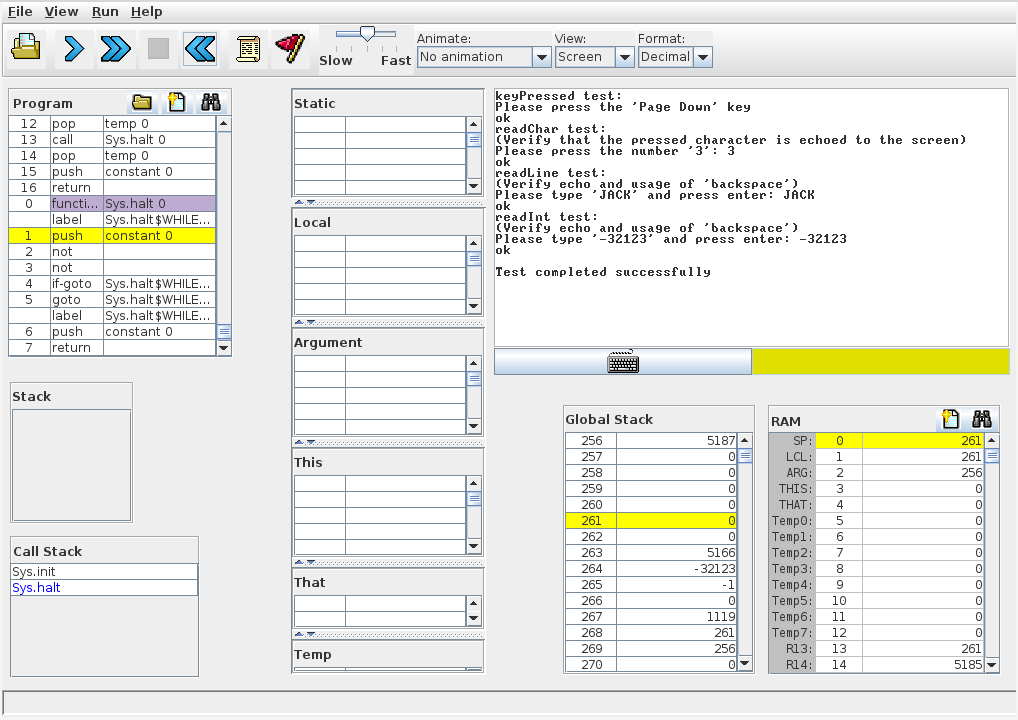 File View Run Help
Slow Fast
Animate:
No animation
View:
Screen
Format:
Decimal
Program
12 pop temp 0
13 call Sys.halt 0
14 pop temp 0
15 push constant 0
16 return
0 functi... Sys.halt 0
label Sys.halt$WHILE...
1 push constant 0
2 not
3 not
4 if-goto Sys.halt$WHILE...
5 goto Sys.halt$WHILE...
label Sys.halt$WHILE...
6 push constant 0
7 return
Stack
Call Stack
Sys.init
Sys.halt
Static
Local
Argument
This
That
Temp
keyPressed test:
Please press the 'Page Down' key
ok
readChar test:
(Verify that the pressed character is echoed to the screen)
Please press the number '3': 3
ok
readLine test:
(Verify echo and usage of 'backspace')
Please type 'JACK' and press enter: JACK
ok
readInt test:
(Verify echo and usage of 'backspace')
Please type '-32123' and press enter: -32123
ok
Test completed successfully
Global Stack
256 5187
257 0
258 0
259 0
260 0
261 0
262 0
263 5166
264 -32123
265 -1
266 0
267 1119
268 261
269 256
270 0
RAM
SP: 0 261
LCL: 1 261
ARG: 2 256
THIS: 3 0
THAT: 4 0
Temp0: 5 0
Temp1: 6 0
Temp2: 7 0
Temp3: 8 0
Temp4: 9 0
Temp5: 10 0
Temp6: 11 0
Temp7: 12 0
R13: 13 261
R14: 14 5185